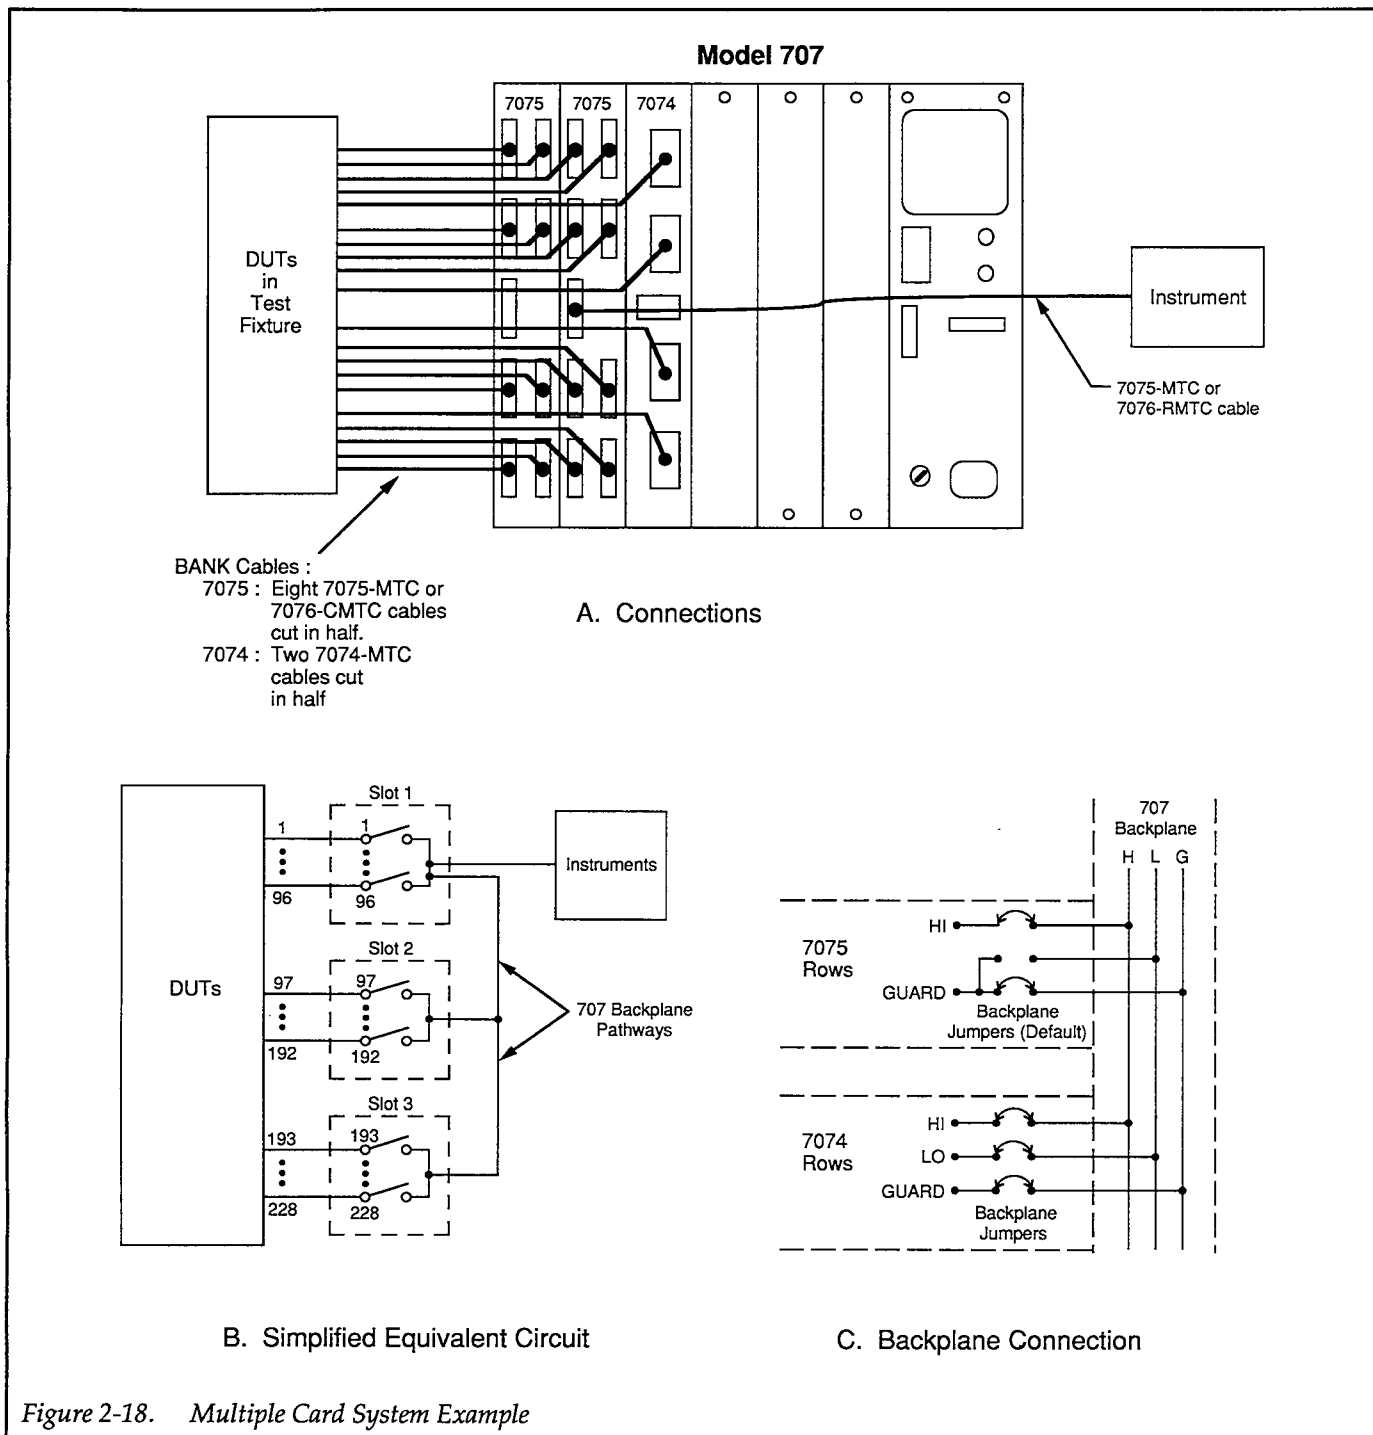 Model 707
7075
7075
7074
DUTs
in
Test
Fixture
Instrument
7075-MTC or
7076-RMTC cable
BANK Cables :
7075 : Eight 7075-MTC or
7076-CMTC cables
cut in half.
7074 : Two 7074-MTC
cables cut
in half
A. Connections
DUTs
Slot 1
1
1
96
96
Instruments
Slot 2
97
97
192
192
707 Backplane
Pathways
Slot 3
193
193
228
228
B. Simplified Equivalent Circuit
707
Backplane
H L G
7075
Rows
HI
GUARD
Backplane
Jumpers (Default)
7074
Rows
HI
LO
GUARD
Backplane
Jumpers
C. Backplane Connection
Figure 2-18. Multiple Card System Example